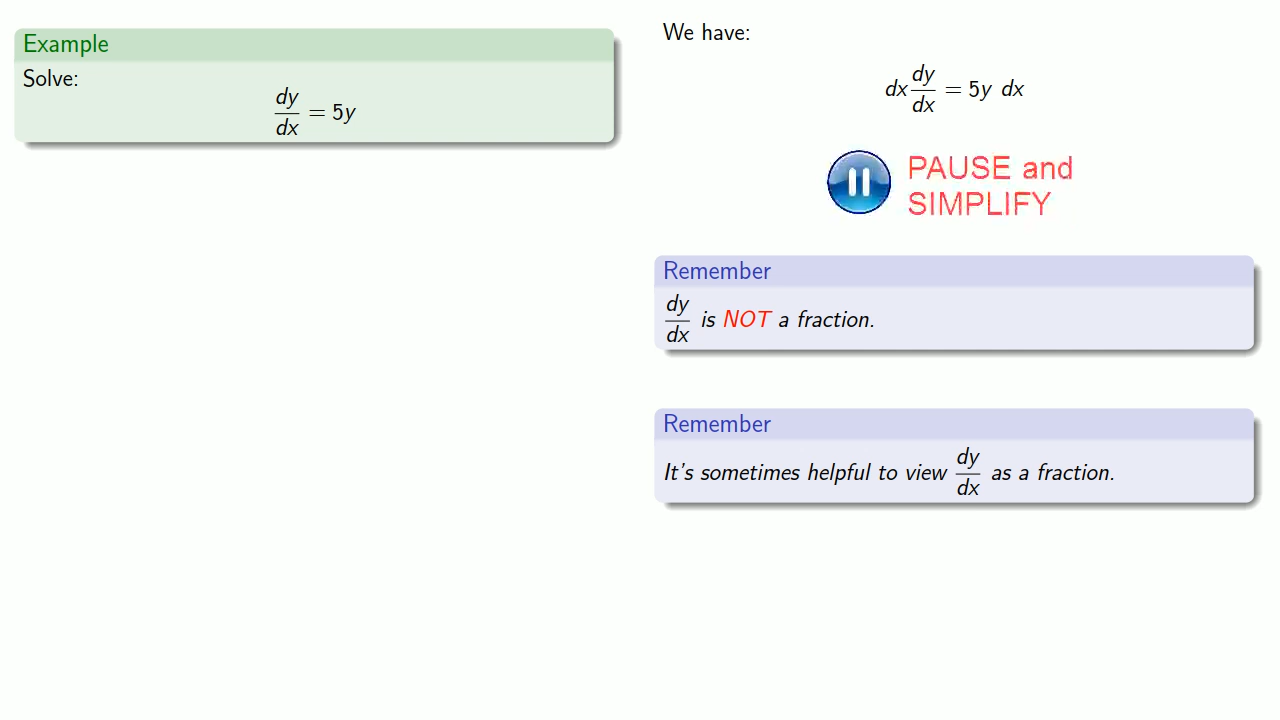 Example
Solve:
dy/dx = 5y
We have:
dx dy/dx = 5y dx
PAUSE and
SIMPLIFY
Remember
dy/dx is NOT a fraction.
Remember
It's sometimes helpful to view dy/dx as a fraction.